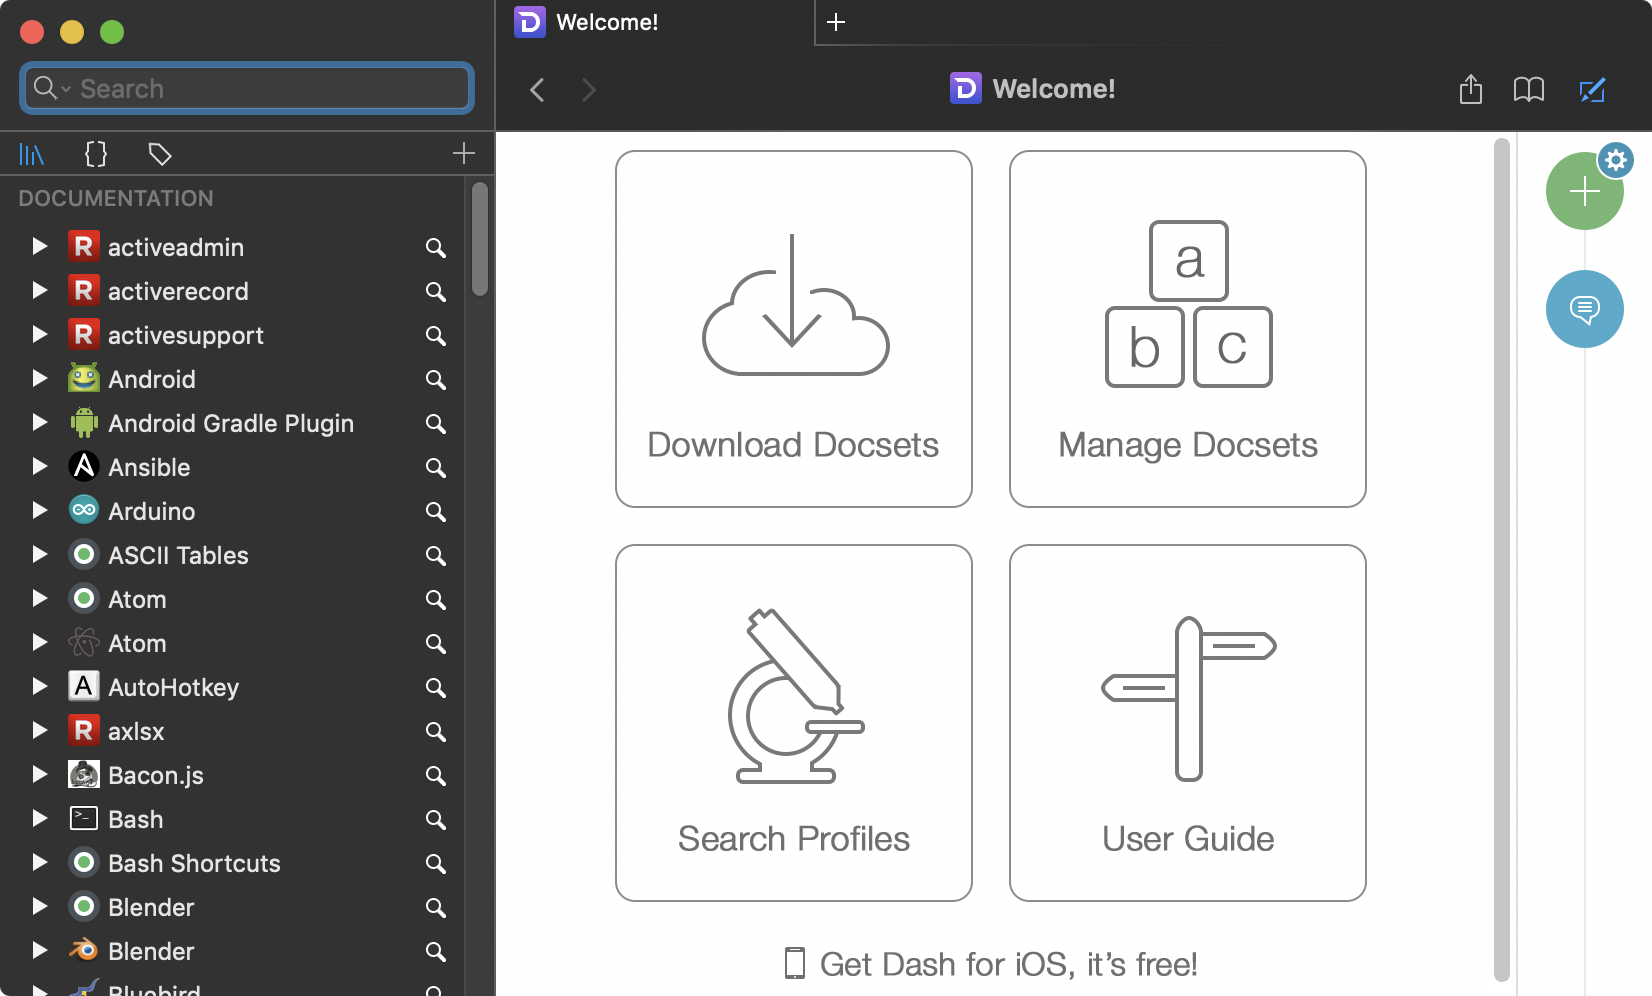 Welcome!
Search
Welcome!
DOCUMENTATION
activeadmin
activerecord
activesupport
Android
Android Gradle Plugin
Ansible
Arduino
ASCII Tables
Atom
Atom
AutoHotkey
axlsx
Bacon.js
Bash
Bash Shortcuts
Blender
Blender
Bluebird
a
b c
Download Docsets
Manage Docsets
Search Profiles
User Guide
Get Dash for iOS, it's free!